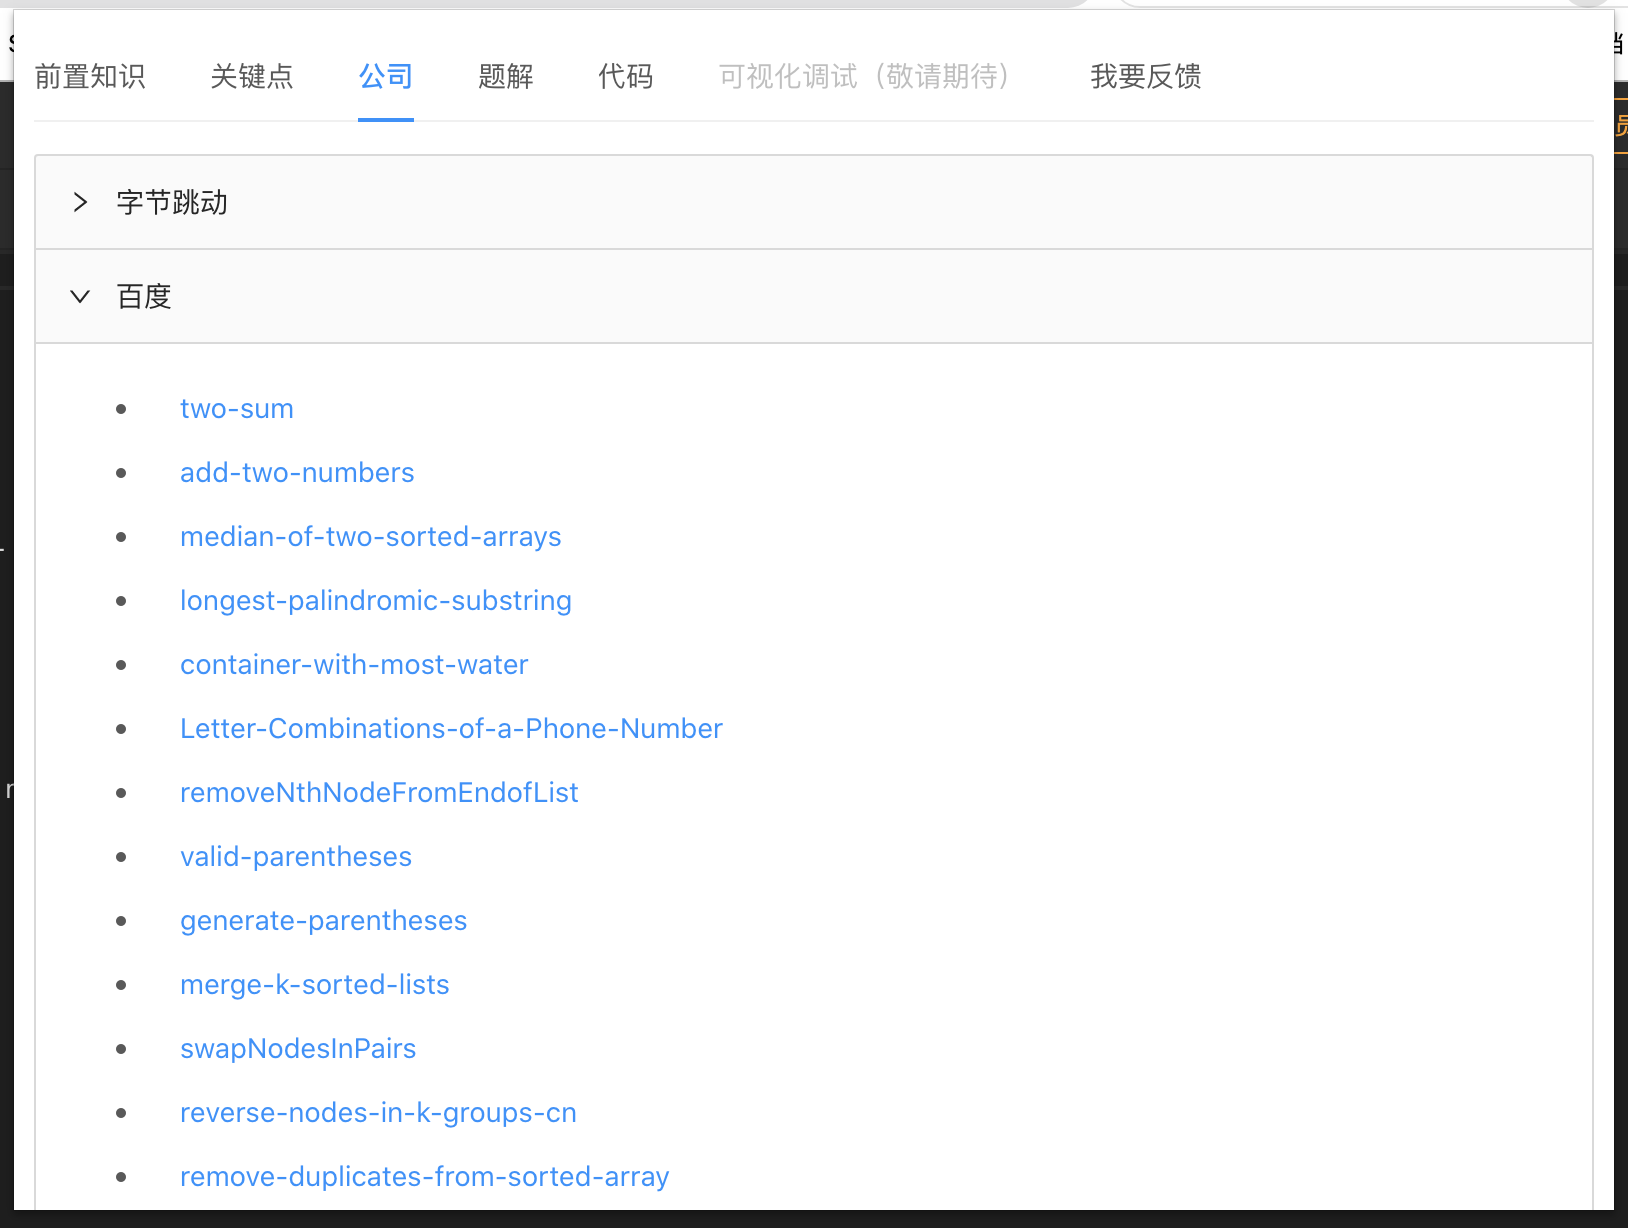 前置知识 关键点 公司 题解 代码 可视化调试（敬请期待） 我要反馈
字节跳动
百度
two-sum
add-two-numbers
median-of-two-sorted-arrays
longest-palindromic-substring
container-with-most-water
Letter-Combinations-of-a-Phone-Number
removeNthNodeFromEndofList
valid-parentheses
generate-parentheses
merge-k-sorted-lists
swapNodesInPairs
reverse-nodes-in-k-groups-cn
remove-duplicates-from-sorted-array